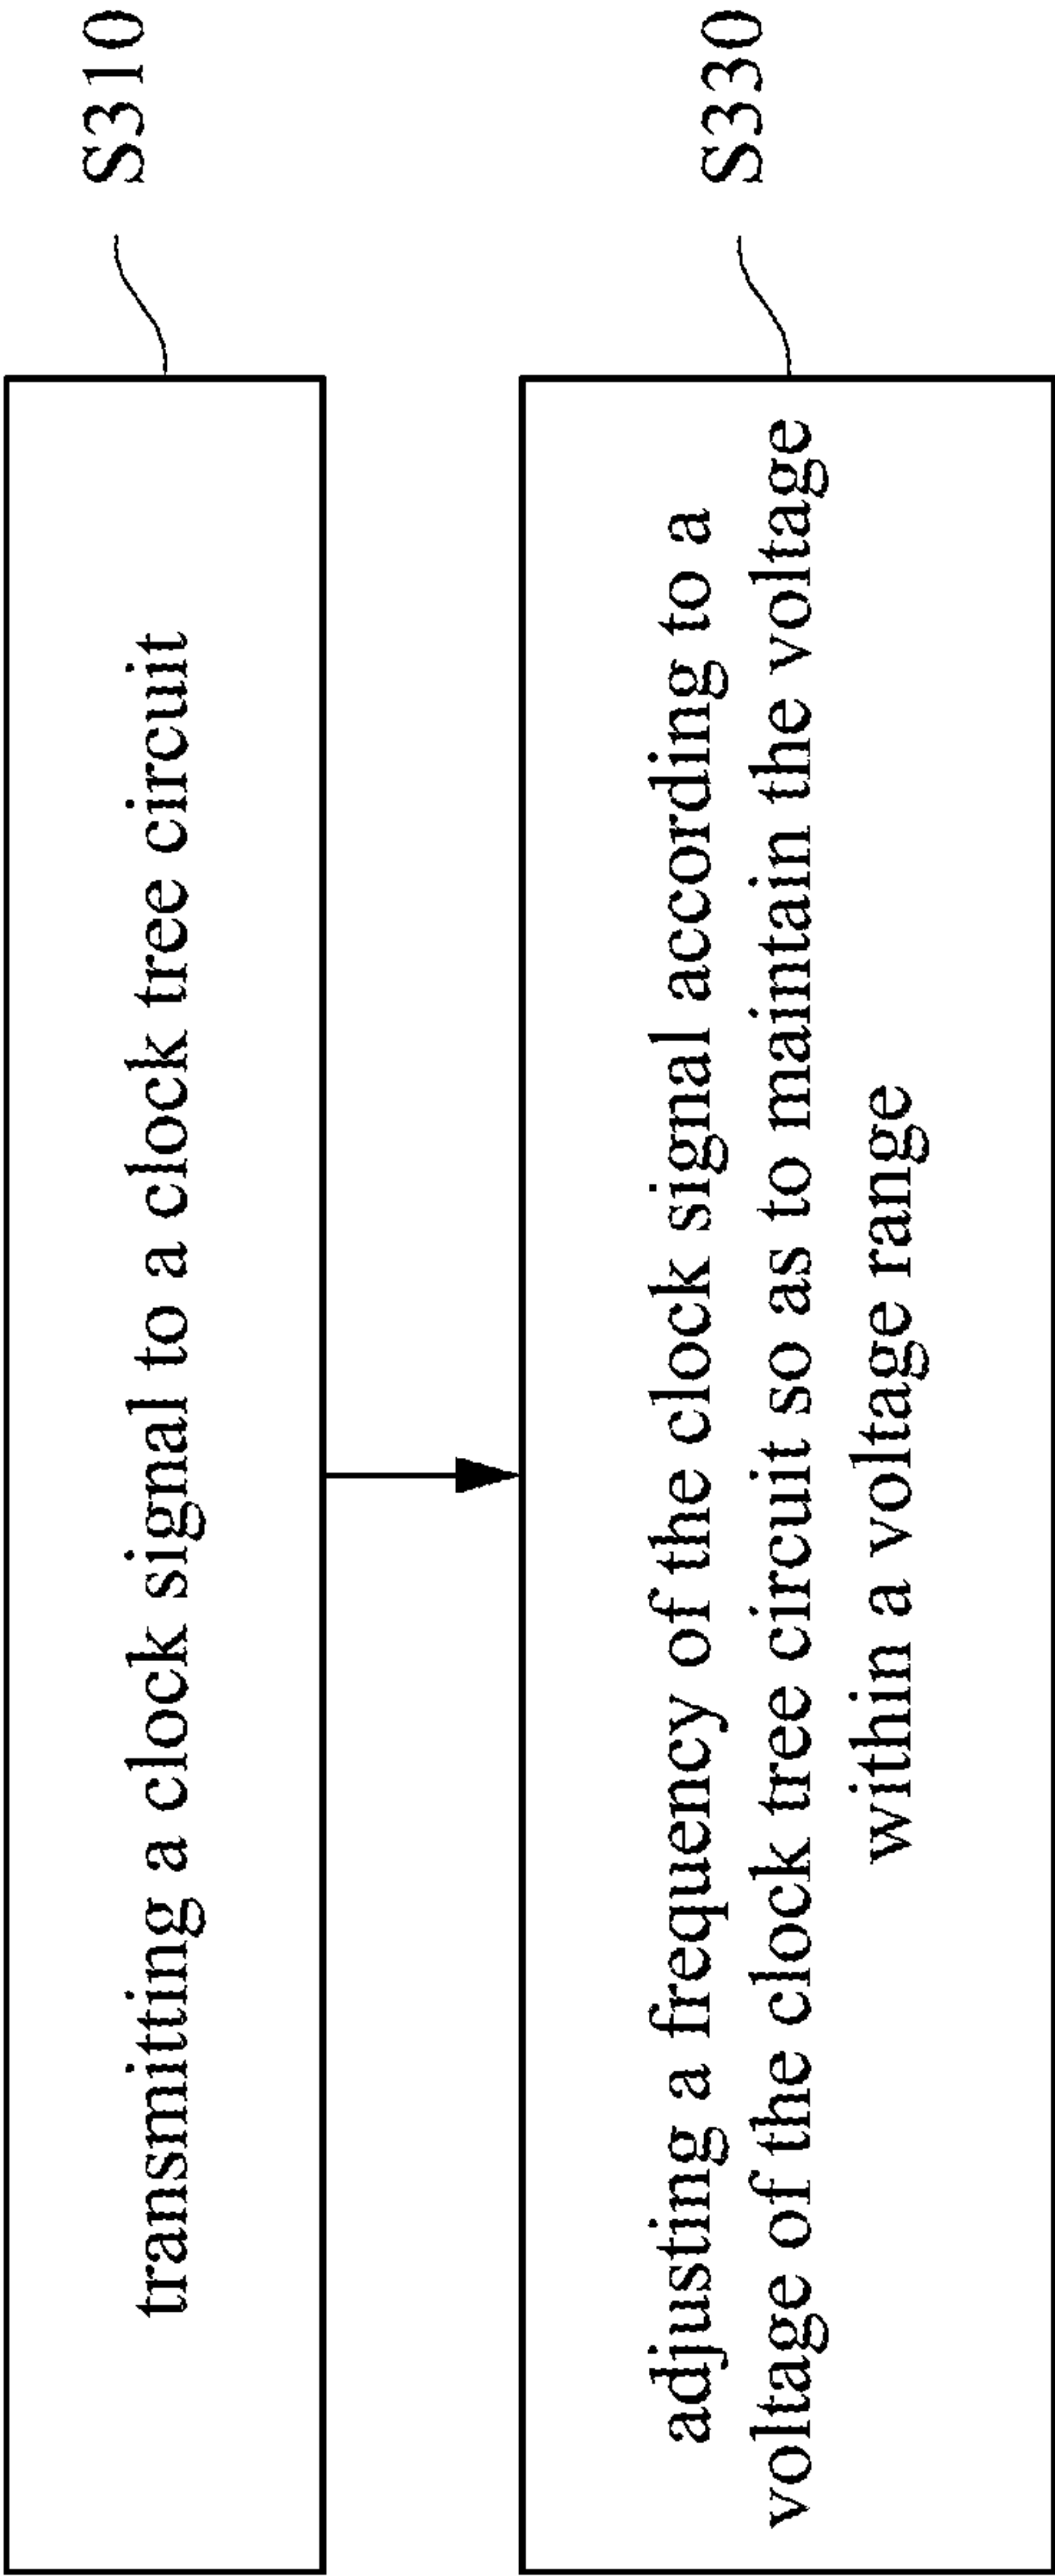 transmitting a clock signal to a clock tree circuit
S310
adjusting a frequency of the clock signal according to a
voltage of the clock tree circuit so as to maintain the voltage
within a voltage range
S330